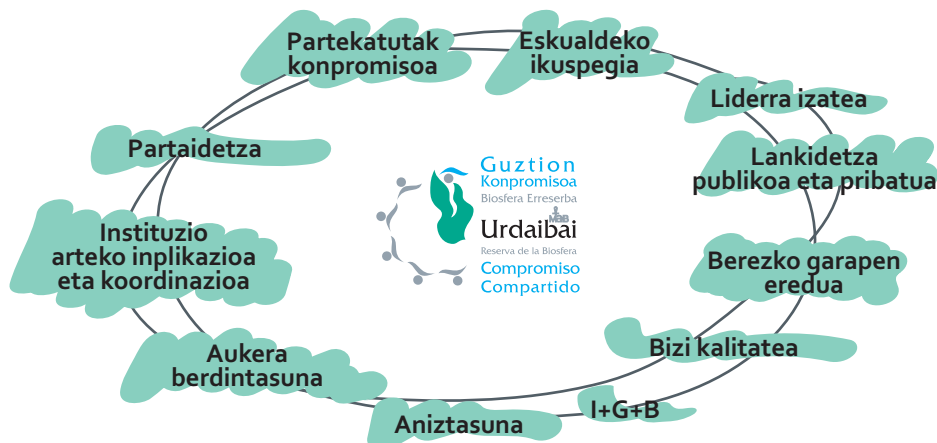 Partekatutak
konpromisoa
Eskualdeko
ikuspegia
Liderra izatea
Lankidetza
publikoa eta pribatua
Berezko garapen
eredua
Bizi kalitatea
I+G+B
Aniztasuna
Aukera
berdintasuna
Instituzio
arteko inplikazioa
eta koordinazioa
Partaidetza
Guztion
Konpromisoa
Biosfera Erreserba
MaB
Urdaibai
Reserva de la Biosfera
Compromiso
Compartido